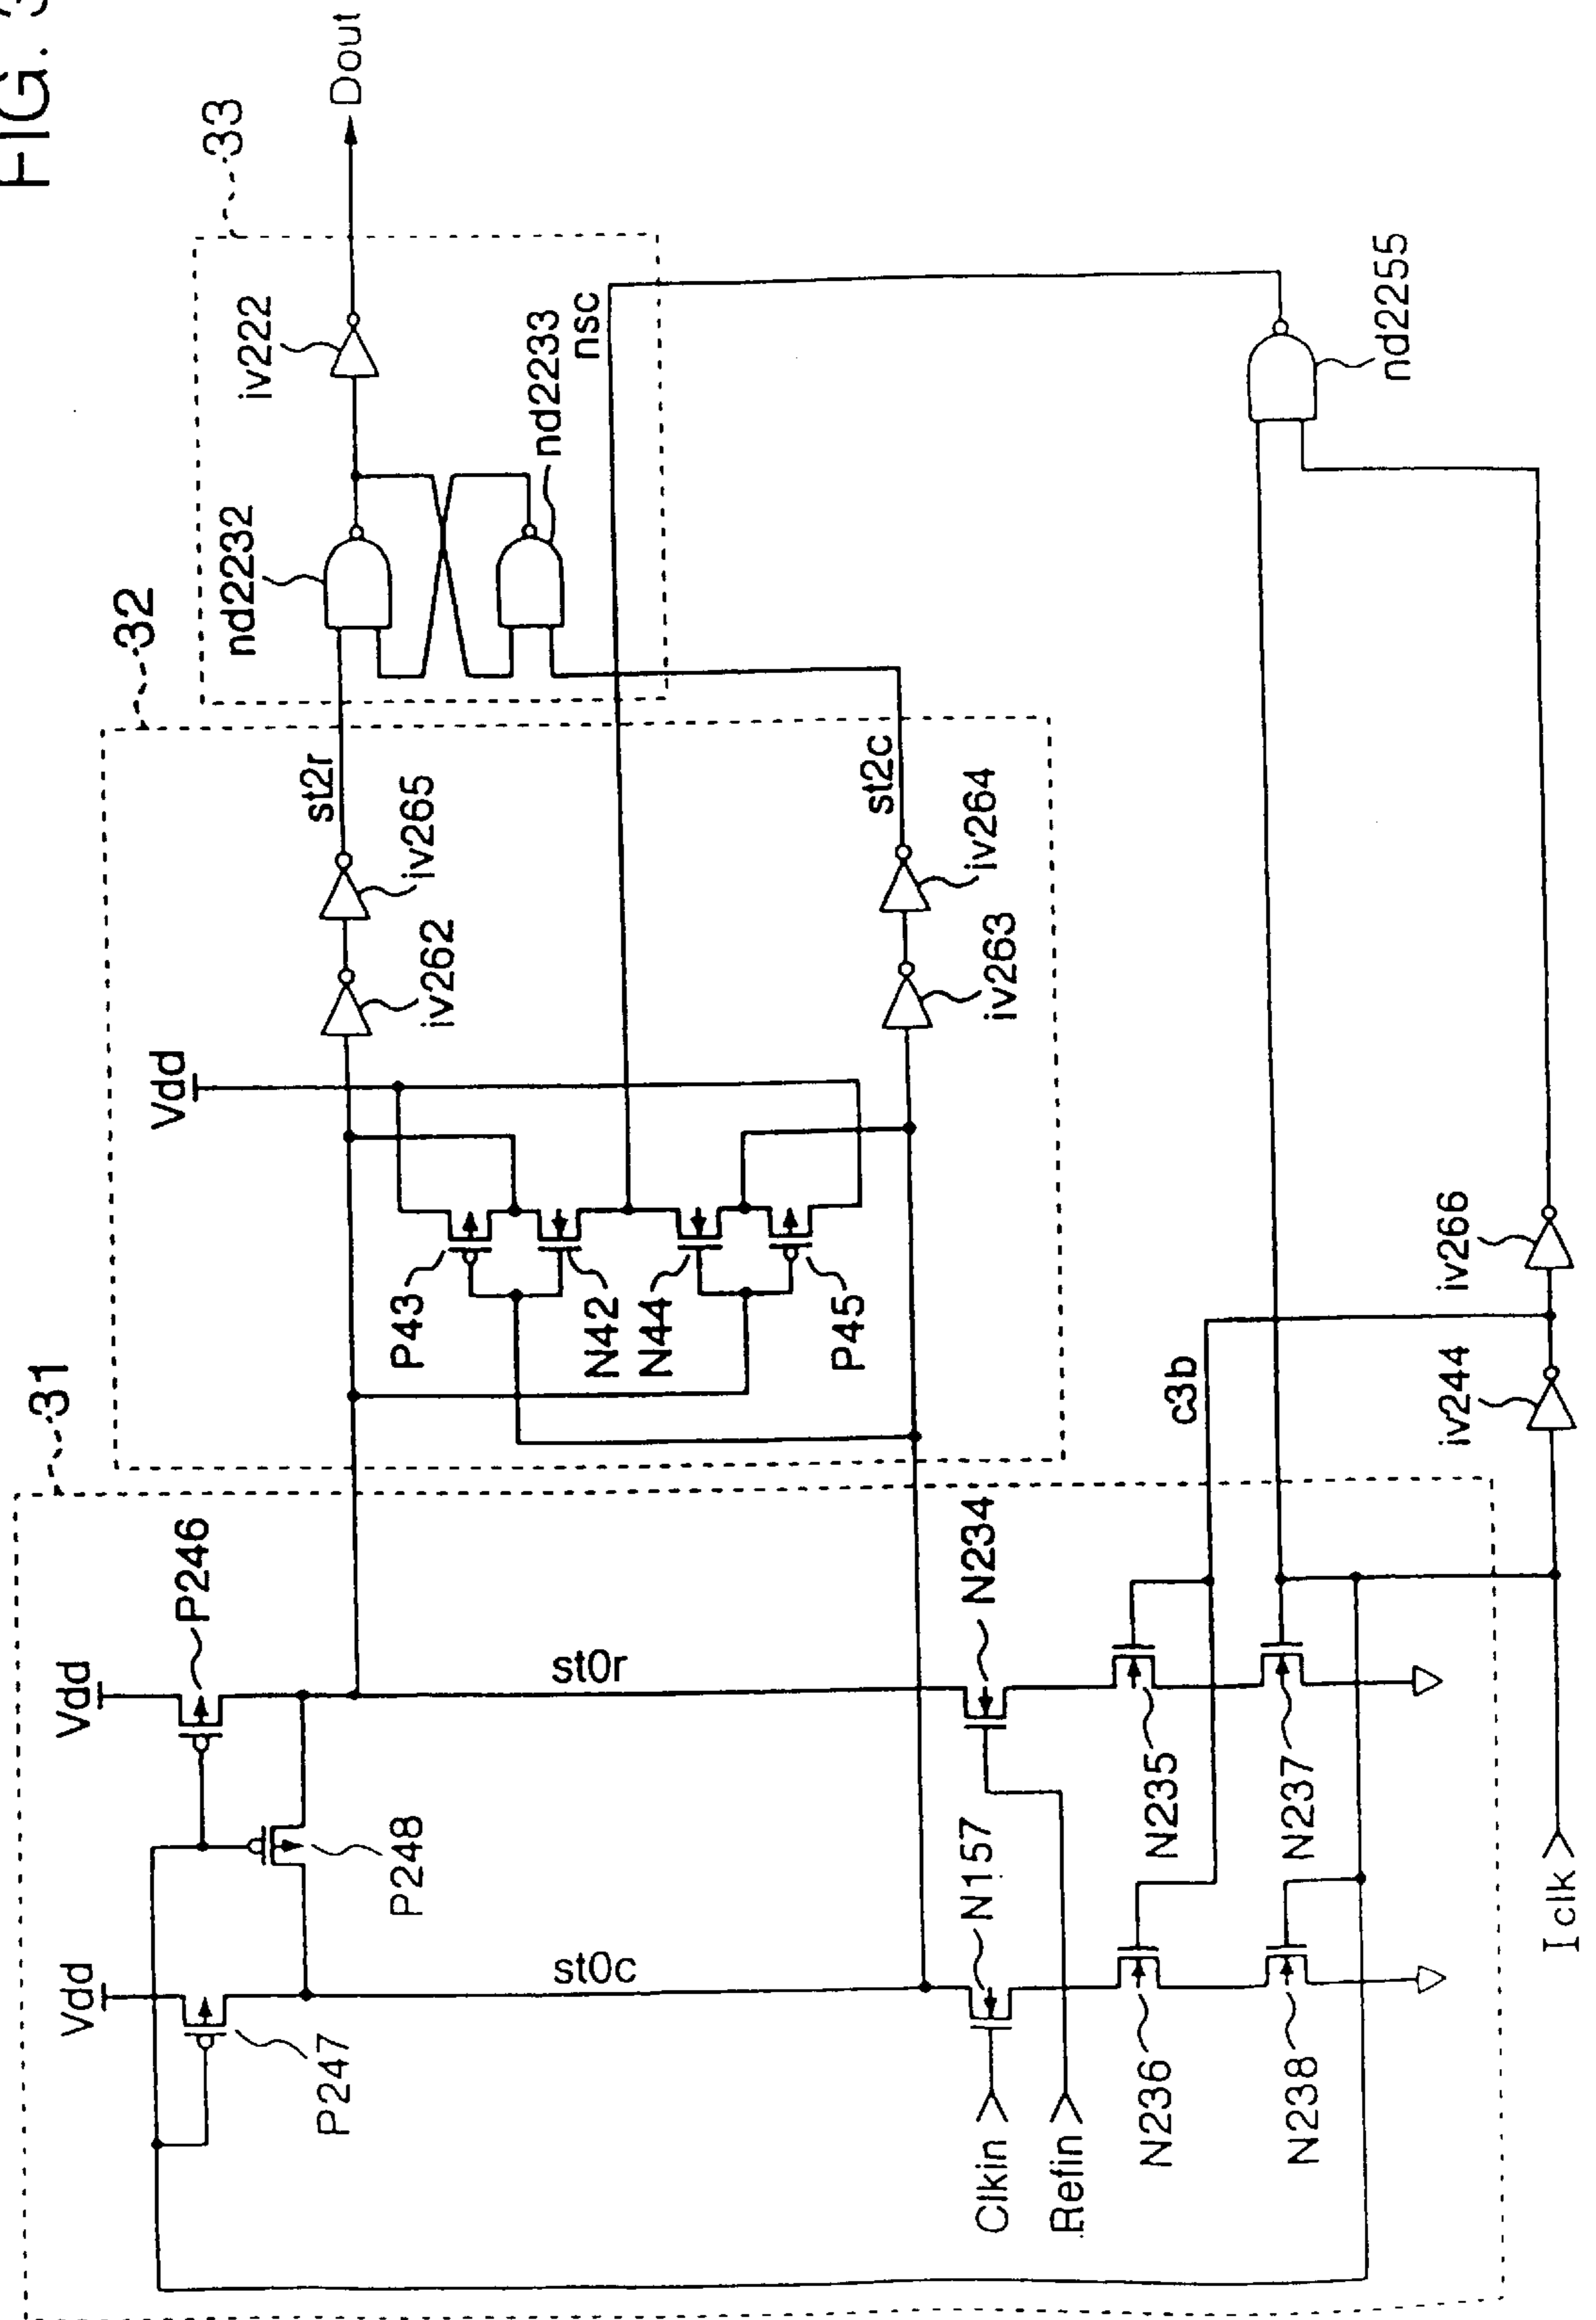 FIG. 3
31
32
33
Vdd
Vdd
P246
P247
P248
st0c
st0r
Clkin
Refin
N157
N234
N236
N235
N238
N237
c3b
Iclk
iv244
iv266
nd2255
Vdd
P43
N42
N44
P45
iv262
iv265
st2r
iv263
iv264
st2c
nd2232
nd2233
nsc
iv222
Dout